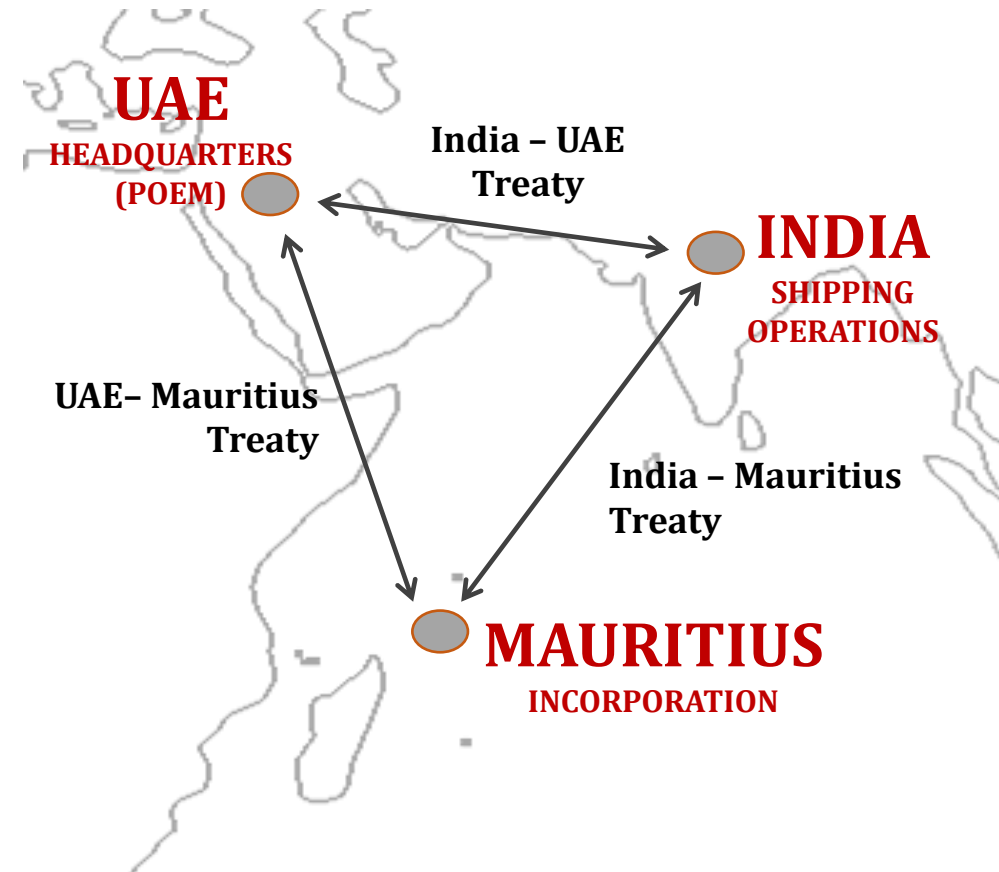 UAE
HEADQUARTERS
(POEM)
India – UAE
Treaty
INDIA
SHIPPING
OPERATIONS
UAE– Mauritius
Treaty
India – Mauritius
Treaty
MAURITIUS
INCORPORATION